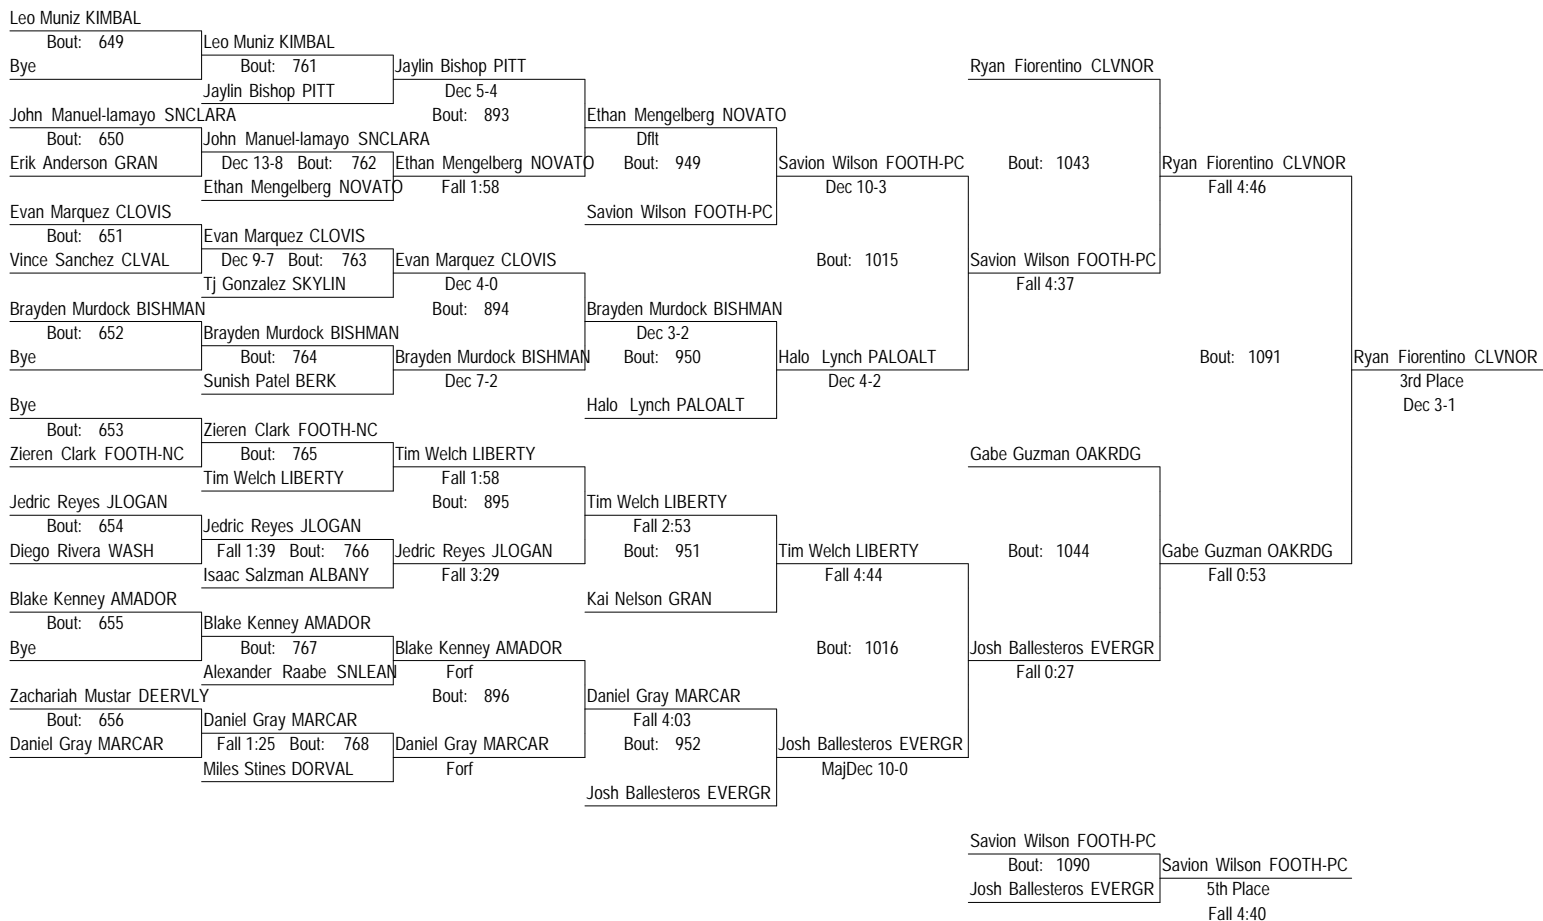 Leo Muniz KIMBAL
Bout: 649
Bye
John Manuel-lamayo SNCLARA
Bout: 650
Erik Anderson GRAN
Evan Marquez CLOVIS
Bout: 651
Vince Sanchez CLVAL
Brayden Murdock BISHMAN
Bout: 652
Bye
Bye
Bout: 653
Zieren Clark FOOTH-NC
Jedric Reyes JLOGAN
Bout: 654
Diego Rivera WASH
Blake Kenney AMADOR
Bout: 655
Bye
Zachariah Mustar DEERVLY
Bout: 656
Daniel Gray MARCAR
Leo Muniz KIMBAL
Bout: 761
Jaylin Bishop PITT
John Manuel-lamayo SNCLARA
Dec 13-8 Bout: 762
Ethan Mengelberg NOVATO
Evan Marquez CLOVIS
Dec 9-7 Bout: 763
Tj Gonzalez SKYLIN
Brayden Murdock BISHMAN
Bout: 764
Sunish Patel BERK
Zieren Clark FOOTH-NC
Bout: 765
Tim Welch LIBERTY
Jedric Reyes JLOGAN
Fall 1:39 Bout: 766
Isaac Salzman ALBANY
Blake Kenney AMADOR
Bout: 767
Alexander Raabe SNLEAN
Daniel Gray MARCAR
Fall 1:25 Bout: 768
Miles Stines DORVAL
Jaylin Bishop PITT
Dec 5-4
Bout: 893
Ethan Mengelberg NOVATO
Fall 1:58
Evan Marquez CLOVIS
Dec 4-0
Bout: 894
Brayden Murdock BISHMAN
Dec 7-2
Tim Welch LIBERTY
Fall 1:58
Bout: 895
Jedric Reyes JLOGAN
Fall 3:29
Blake Kenney AMADOR
Forf
Bout: 896
Daniel Gray MARCAR
Forf
Ethan Mengelberg NOVATO
Dflt
Bout: 949
Savion Wilson FOOTH-PC
Brayden Murdock BISHMAN
Dec 3-2
Bout: 950
Halo Lynch PALOALT
Tim Welch LIBERTY
Fall 2:53
Bout: 951
Kai Nelson GRAN
Daniel Gray MARCAR
Fall 4:03
Bout: 952
Josh Ballesteros EVERGR
Savion Wilson FOOTH-PC
Dec 10-3
Bout: 1015
Halo Lynch PALOALT
Dec 4-2
Tim Welch LIBERTY
Fall 4:44
Bout: 1016
Josh Ballesteros EVERGR
MajDec 10-0
Ryan Fiorentino CLVNOR
Bout: 1043
Savion Wilson FOOTH-PC
Fall 4:37
Gabe Guzman OAKRDG
Bout: 1044
Josh Ballesteros EVERGR
Fall 0:27
Ryan Fiorentino CLVNOR
Fall 4:46
Bout: 1091
Gabe Guzman OAKRDG
Fall 0:53
Ryan Fiorentino CLVNOR
3rd Place
Dec 3-1
Savion Wilson FOOTH-PC
Bout: 1090
Josh Ballesteros EVERGR
Savion Wilson FOOTH-PC
5th Place
Fall 4:40